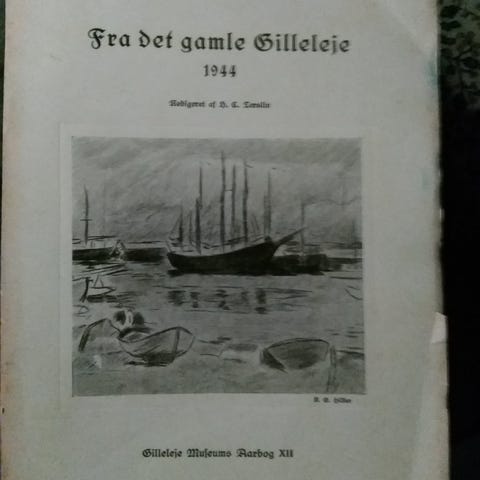 Fra det gamle Gilleleje
1944
Redigeret af H. C. Terslin
Gilleleje Museums Aarbog XII